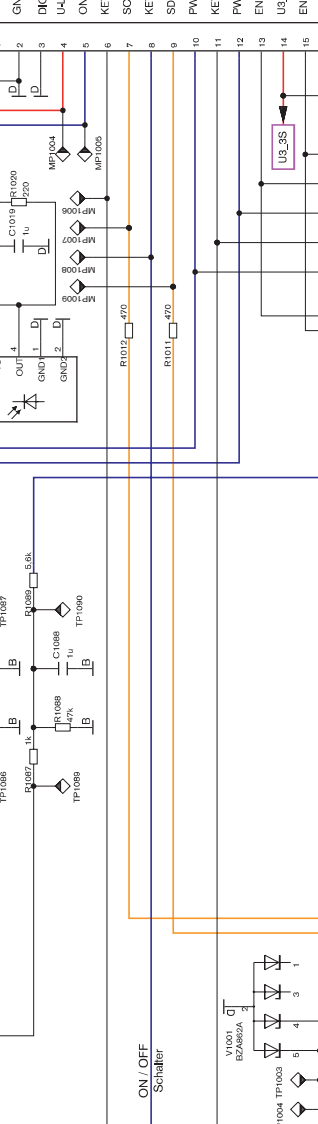 GN
DIG
U-L
ON
KE
SC
KE
SD
PW
KE
PW
EN
U3_
EN
2
3
4
5
6
7
8
9
10
11
12
13
14
15
D
D
MP1004
MP1005
U3_3S
R1020
220
C1019
1u
D
MP1006
MP1007
MP1008
MP1009
R1012
470
R1011
470
D
D
4
1
2
OUT
GND1
GND2
5,6k
R1089
TP1087
TP1090
C1088
1u
B
B
R1088
47k
B
B
1k
R1087
TP1086
TP1089
ON / OFF
Schalter
V1001
BZA862A
D
2
1
3
4
5
TP1003
P1004